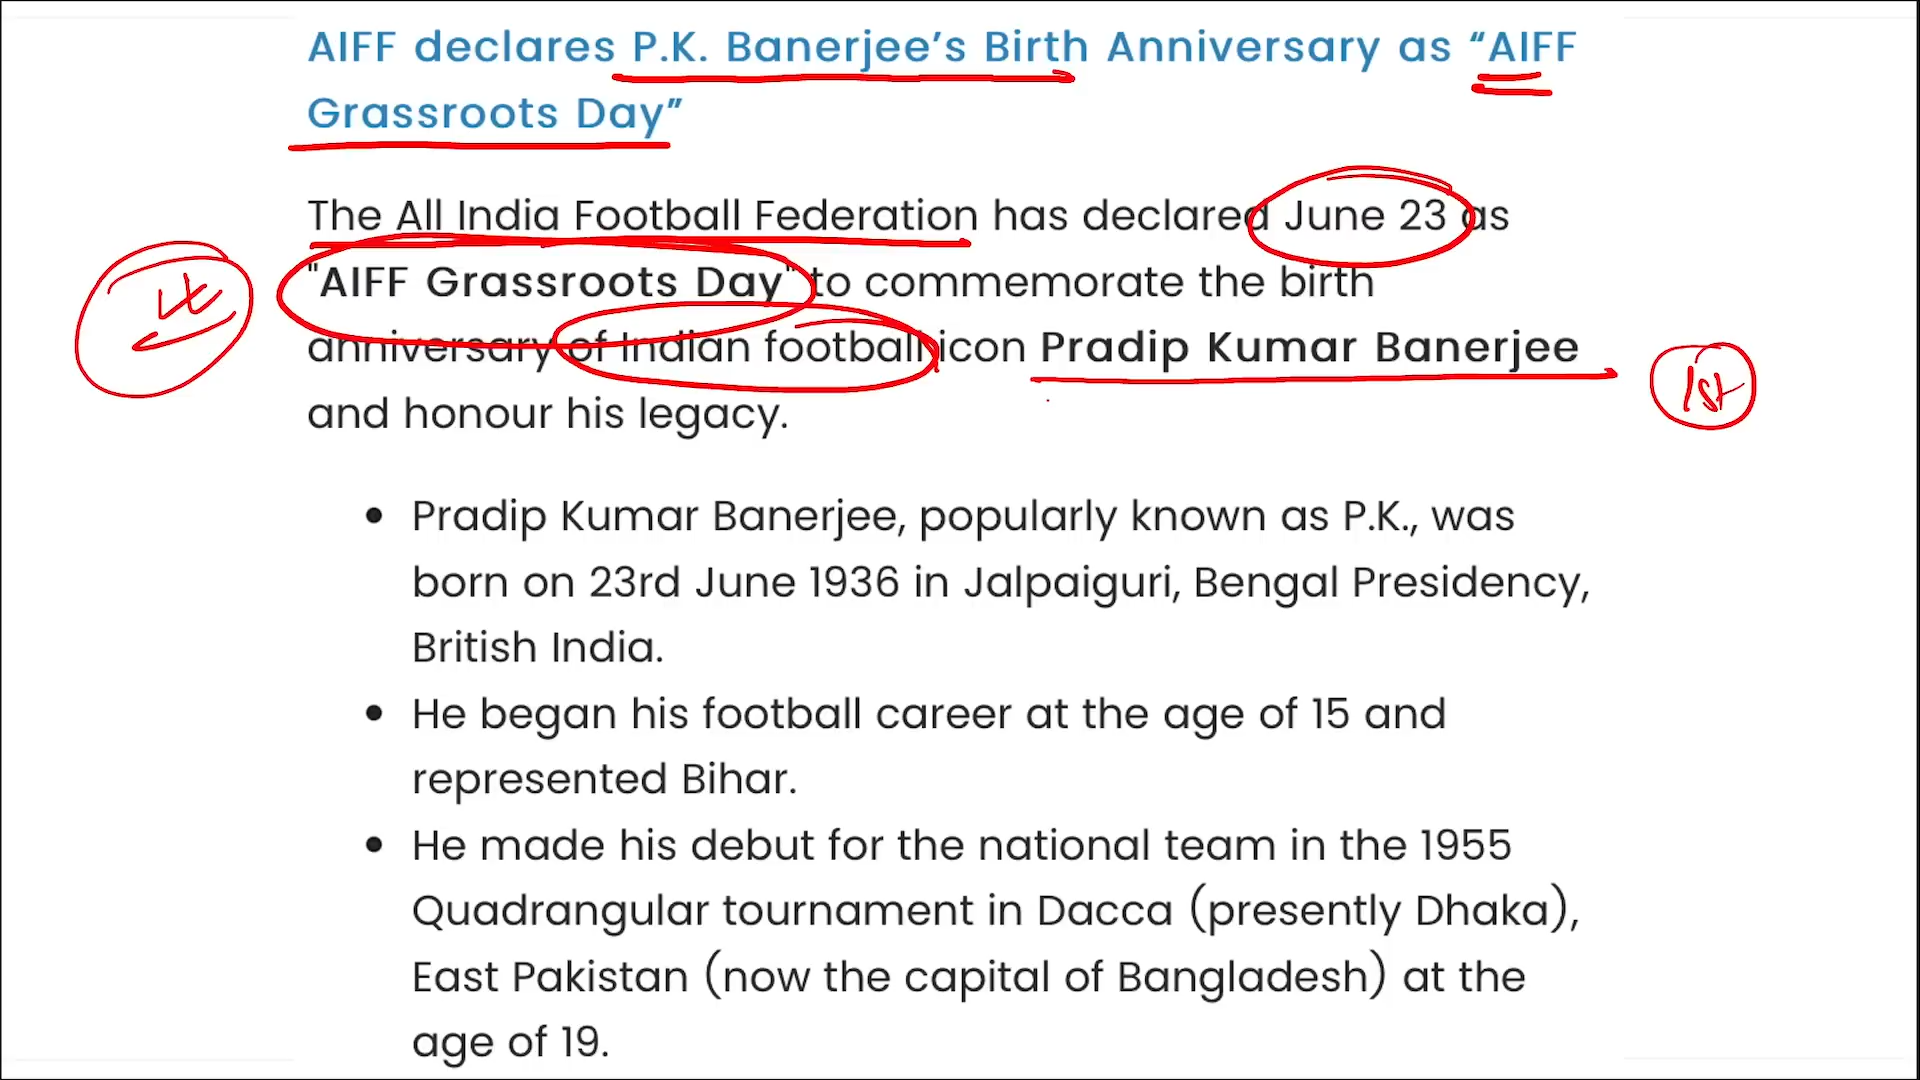 AIFF declares P.K. Banerjee’s Birth Anniversary as “AIFF
Grassroots Day”
The All India Football Federation has declared June 23 as
"AIFF Grassroots Day" to commemorate the birth
anniversary of Indian football icon Pradip Kumar Banerjee
and honour his legacy.
1st
• Pradip Kumar Banerjee, popularly known as P.K., was
born on 23rd June 1936 in Jalpaiguri, Bengal Presidency,
British India.
• He began his football career at the age of 15 and
represented Bihar.
• He made his debut for the national team in the 1955
Quadrangular tournament in Dacca (presently Dhaka),
East Pakistan (now the capital of Bangladesh) at the
age of 19.